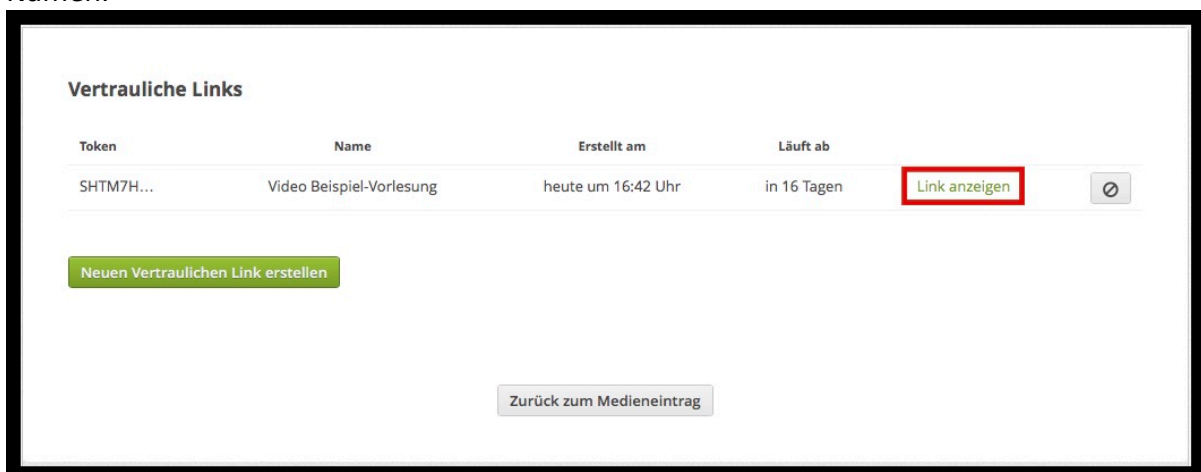 Vertrauliche Links
Token Name Erstellt am Läuft ab
SHTM7H... Video Beispiel-Vorlesung heute um 16:42 Uhr in 16 Tagen Link anzeigen
Neuen Vertraulichen Link erstellen
Zurück zum Medieneintrag